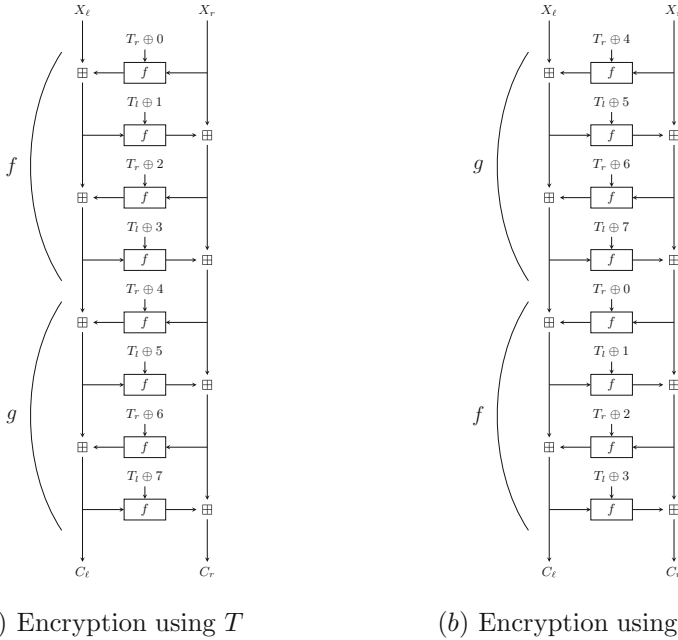 X_ℓ X_r X_ℓ
T_r ⊕ 0 T_r ⊕ 4
f f
T_l ⊕ 1 T_l ⊕ 5
f f
T_r ⊕ 2 T_r ⊕ 6
f f g f
T_l ⊕ 3 T_l ⊕ 7
f f
T_r ⊕ 4 T_r ⊕ 0
f f
T_l ⊕ 5 T_l ⊕ 1
f f
T_r ⊕ 6 T_r ⊕ 2
g f f f
T_l ⊕ 7 T_l ⊕ 3
f f
C_ℓ C_r C_ℓ
) Encryption using T (b) Encryption using